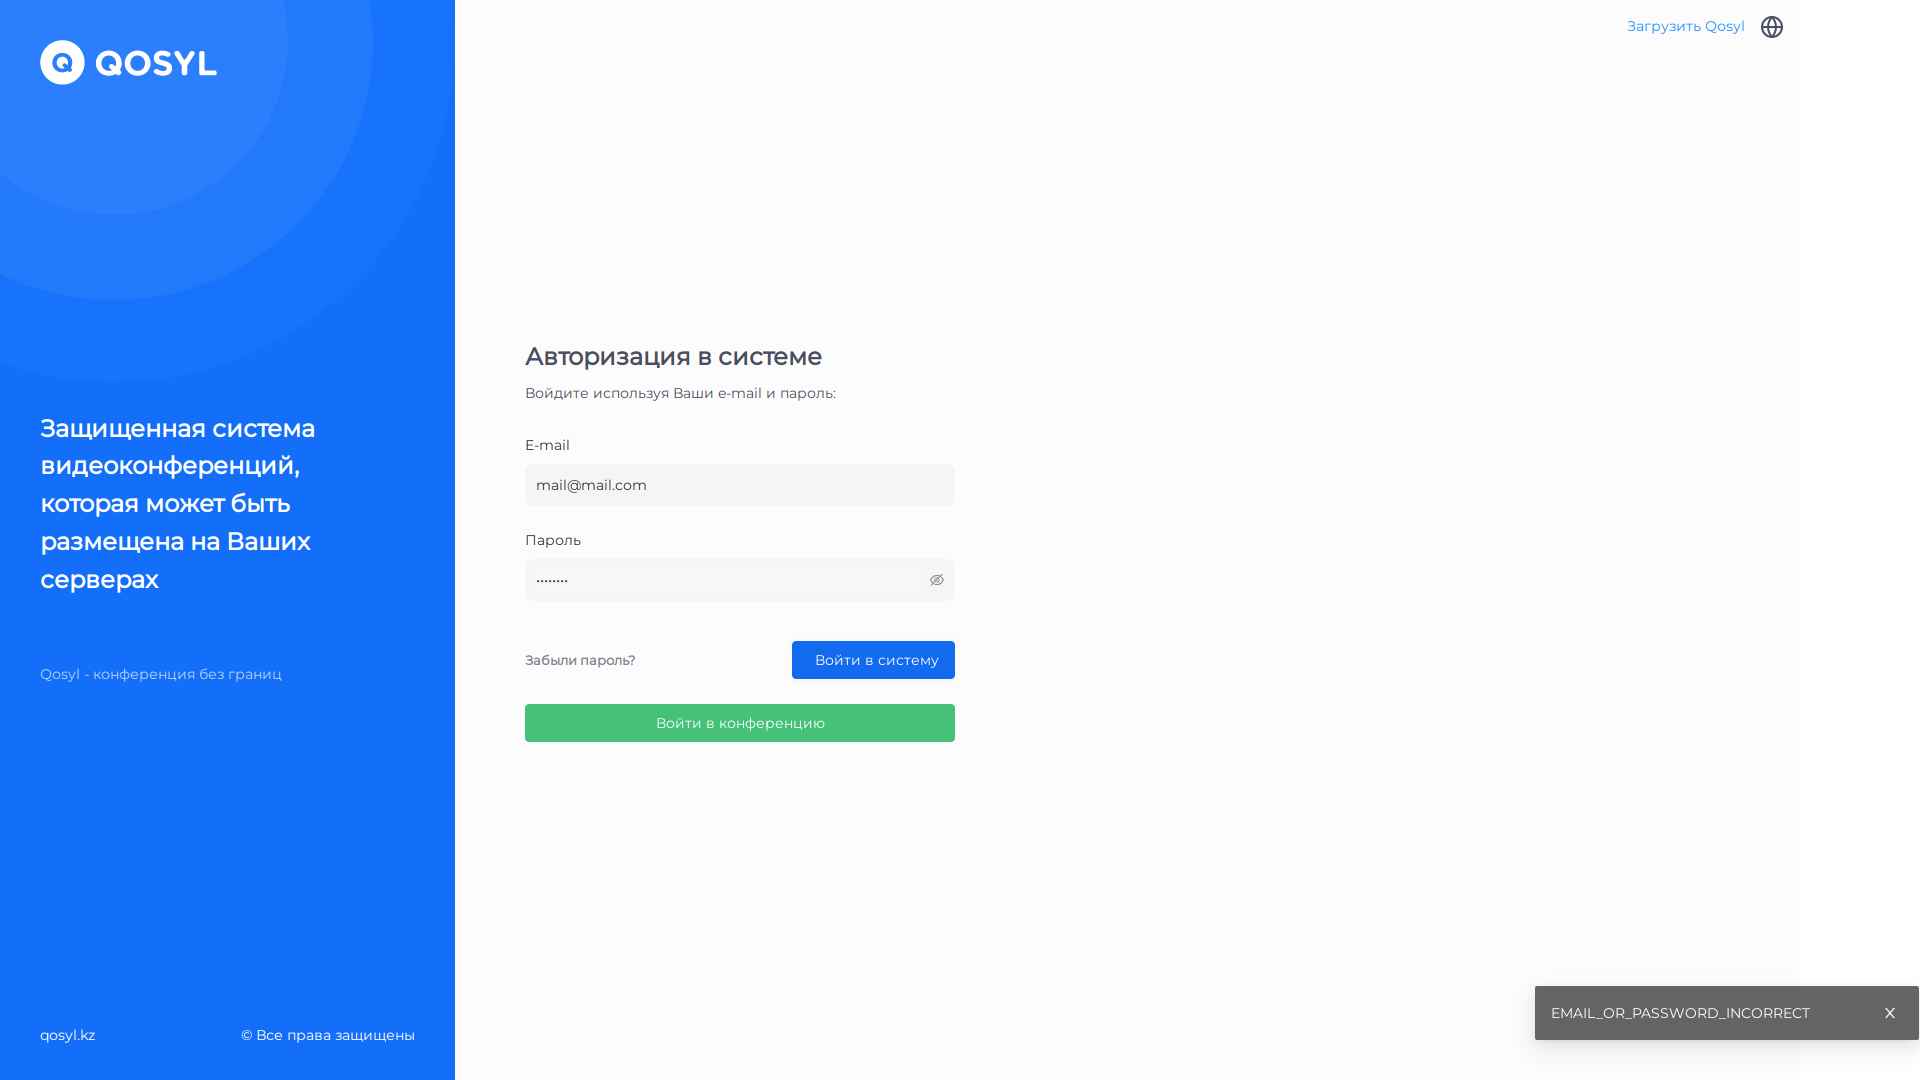 QOSYL
Защищенная система
видеоконференций,
которая может быть
размещена на Ваших
серверах
Qosyl - конференция без границ
qosyl.kz
© Все права защищены
Загрузить Qosyl
Авторизация в системе
Войдите используя Ваши e-mail и пароль:
E-mail
mail@mail.com
Пароль
••••••••
Забыли пароль?
Войти в систему
Войти в конференцию
EMAIL_OR_PASSWORD_INCORRECT
X